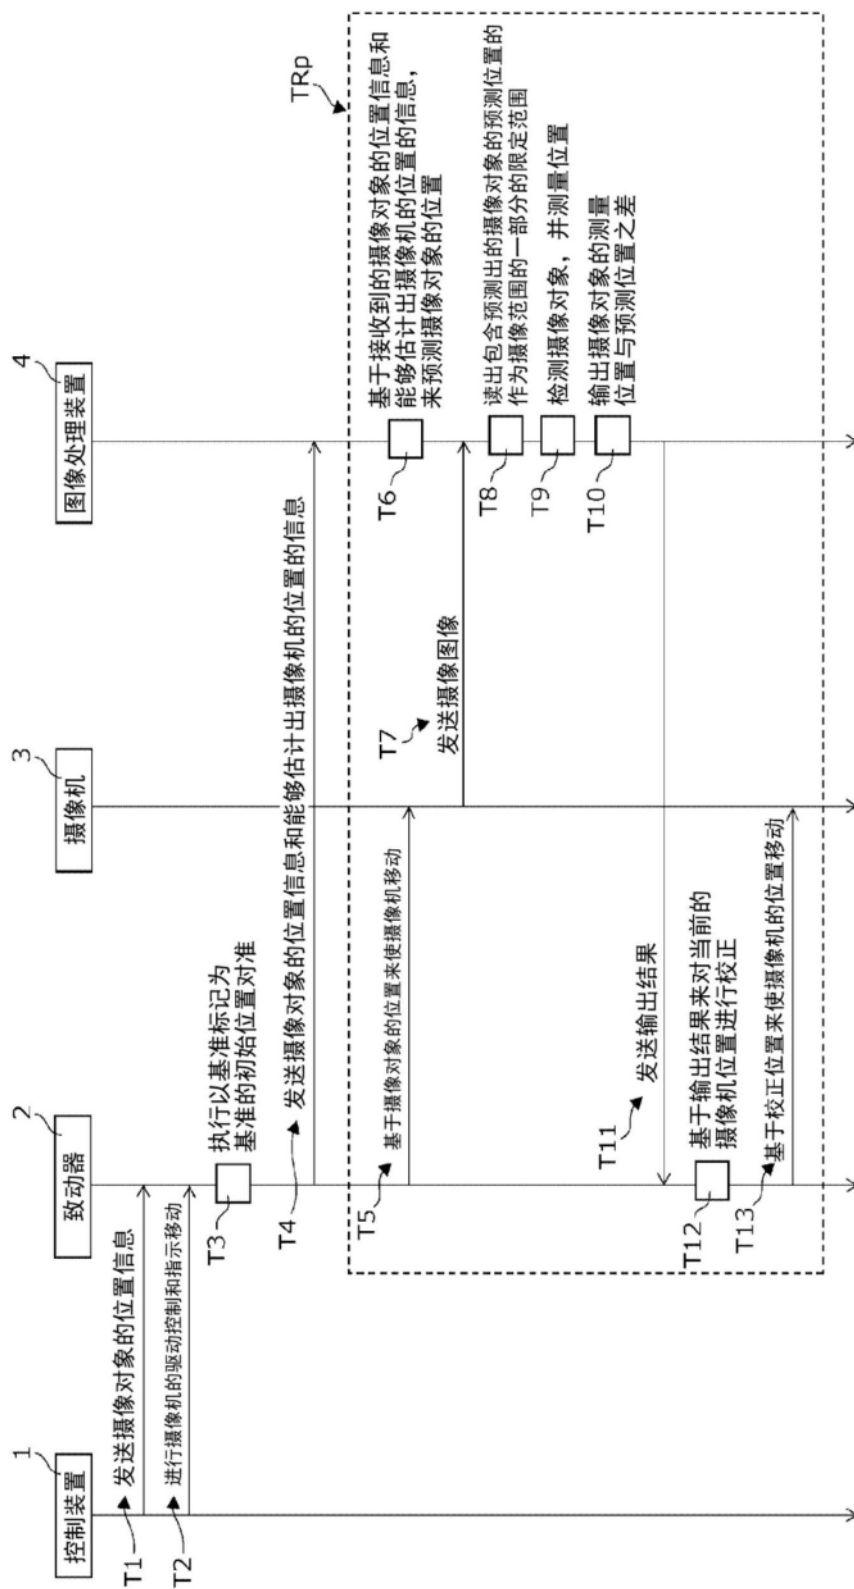 1
控制装置
2
致动器
3
摄像机
4
图像处理装置
T1
发送摄像对象的位置信息
T2
进行摄像机的驱动控制和指示移动
T3
执行以基准标记为
基准的初始位置对准
T4
发送摄像对象的位置信息和能够估计出摄像机的位置的信息
TRp
T5
基于摄像对象的位置来使摄像机移动
T6
基于接收到的摄像对象的位置信息和
能够估计出摄像机的位置的信息,
来预测摄像对象的位置
T7
发送摄像图像
T8
读出包含预测出的摄像对象的预测位置的
作为摄像范围的一部分的限定范围
T9
检测摄像对象，并测量位置
T10
输出摄像对象的测量
位置与预测位置之差
T11
发送输出结果
T12
基于输出结果来对当前的
摄像机位置进行校正
T13
基于校正位置来使摄像机的位置移动